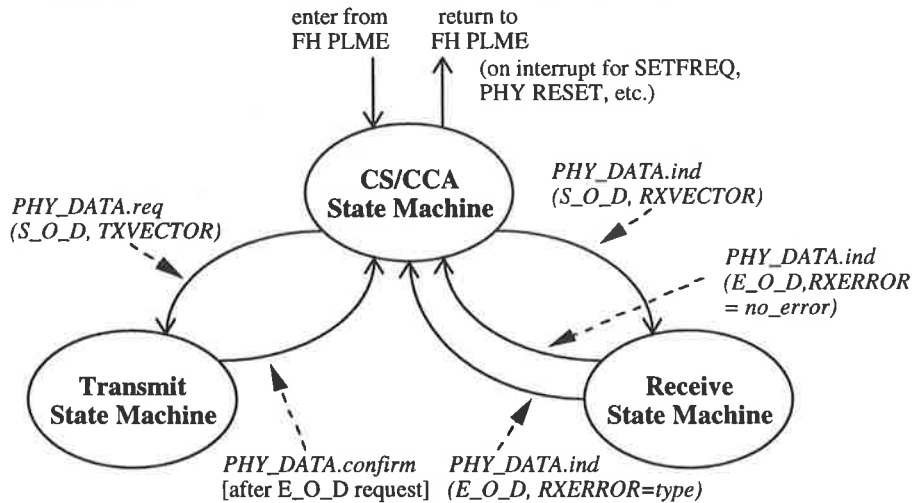 enter from
FH PLME
return to
FH PLME
(on interrupt for SETFREQ,
PHY RESET, etc.)
CS/CCA
State Machine
PHY_DATA.req
(S_O_D, TXVECTOR)
PHY_DATA.ind
(S_O_D, RXVECTOR)
PHY_DATA.ind
(E_O_D,RXERROR
= no_error)
Transmit
State Machine
Receive
State Machine
PHY_DATA.confirm
[after E_O_D request]
PHY_DATA.ind
(E_O_D, RXERROR=type)